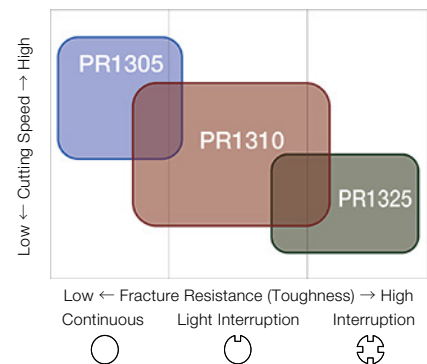 PR1305
PR1310
PR1325
Low ← Cutting Speed → High
Low ← Fracture Resistance (Toughness) → High
Continuous Light Interruption Interruption